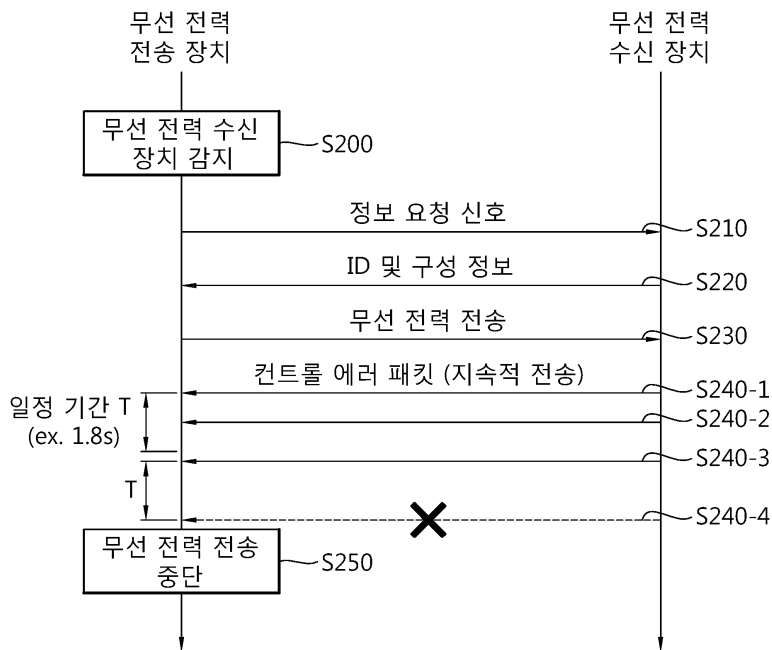 무선 전력
전송 장치
무선 전력
수신 장치
무선 전력 수신
장치 감지
S200
정보 요청 신호
S210
ID 및 구성 정보
S220
무선 전력 전송
S230
컨트롤 에러 패킷 (지속적 전송)
S240-1
일정 기간 T
(ex. 1.8s)
S240-2
S240-3
T
S240-4
무선 전력 전송
중단
S250